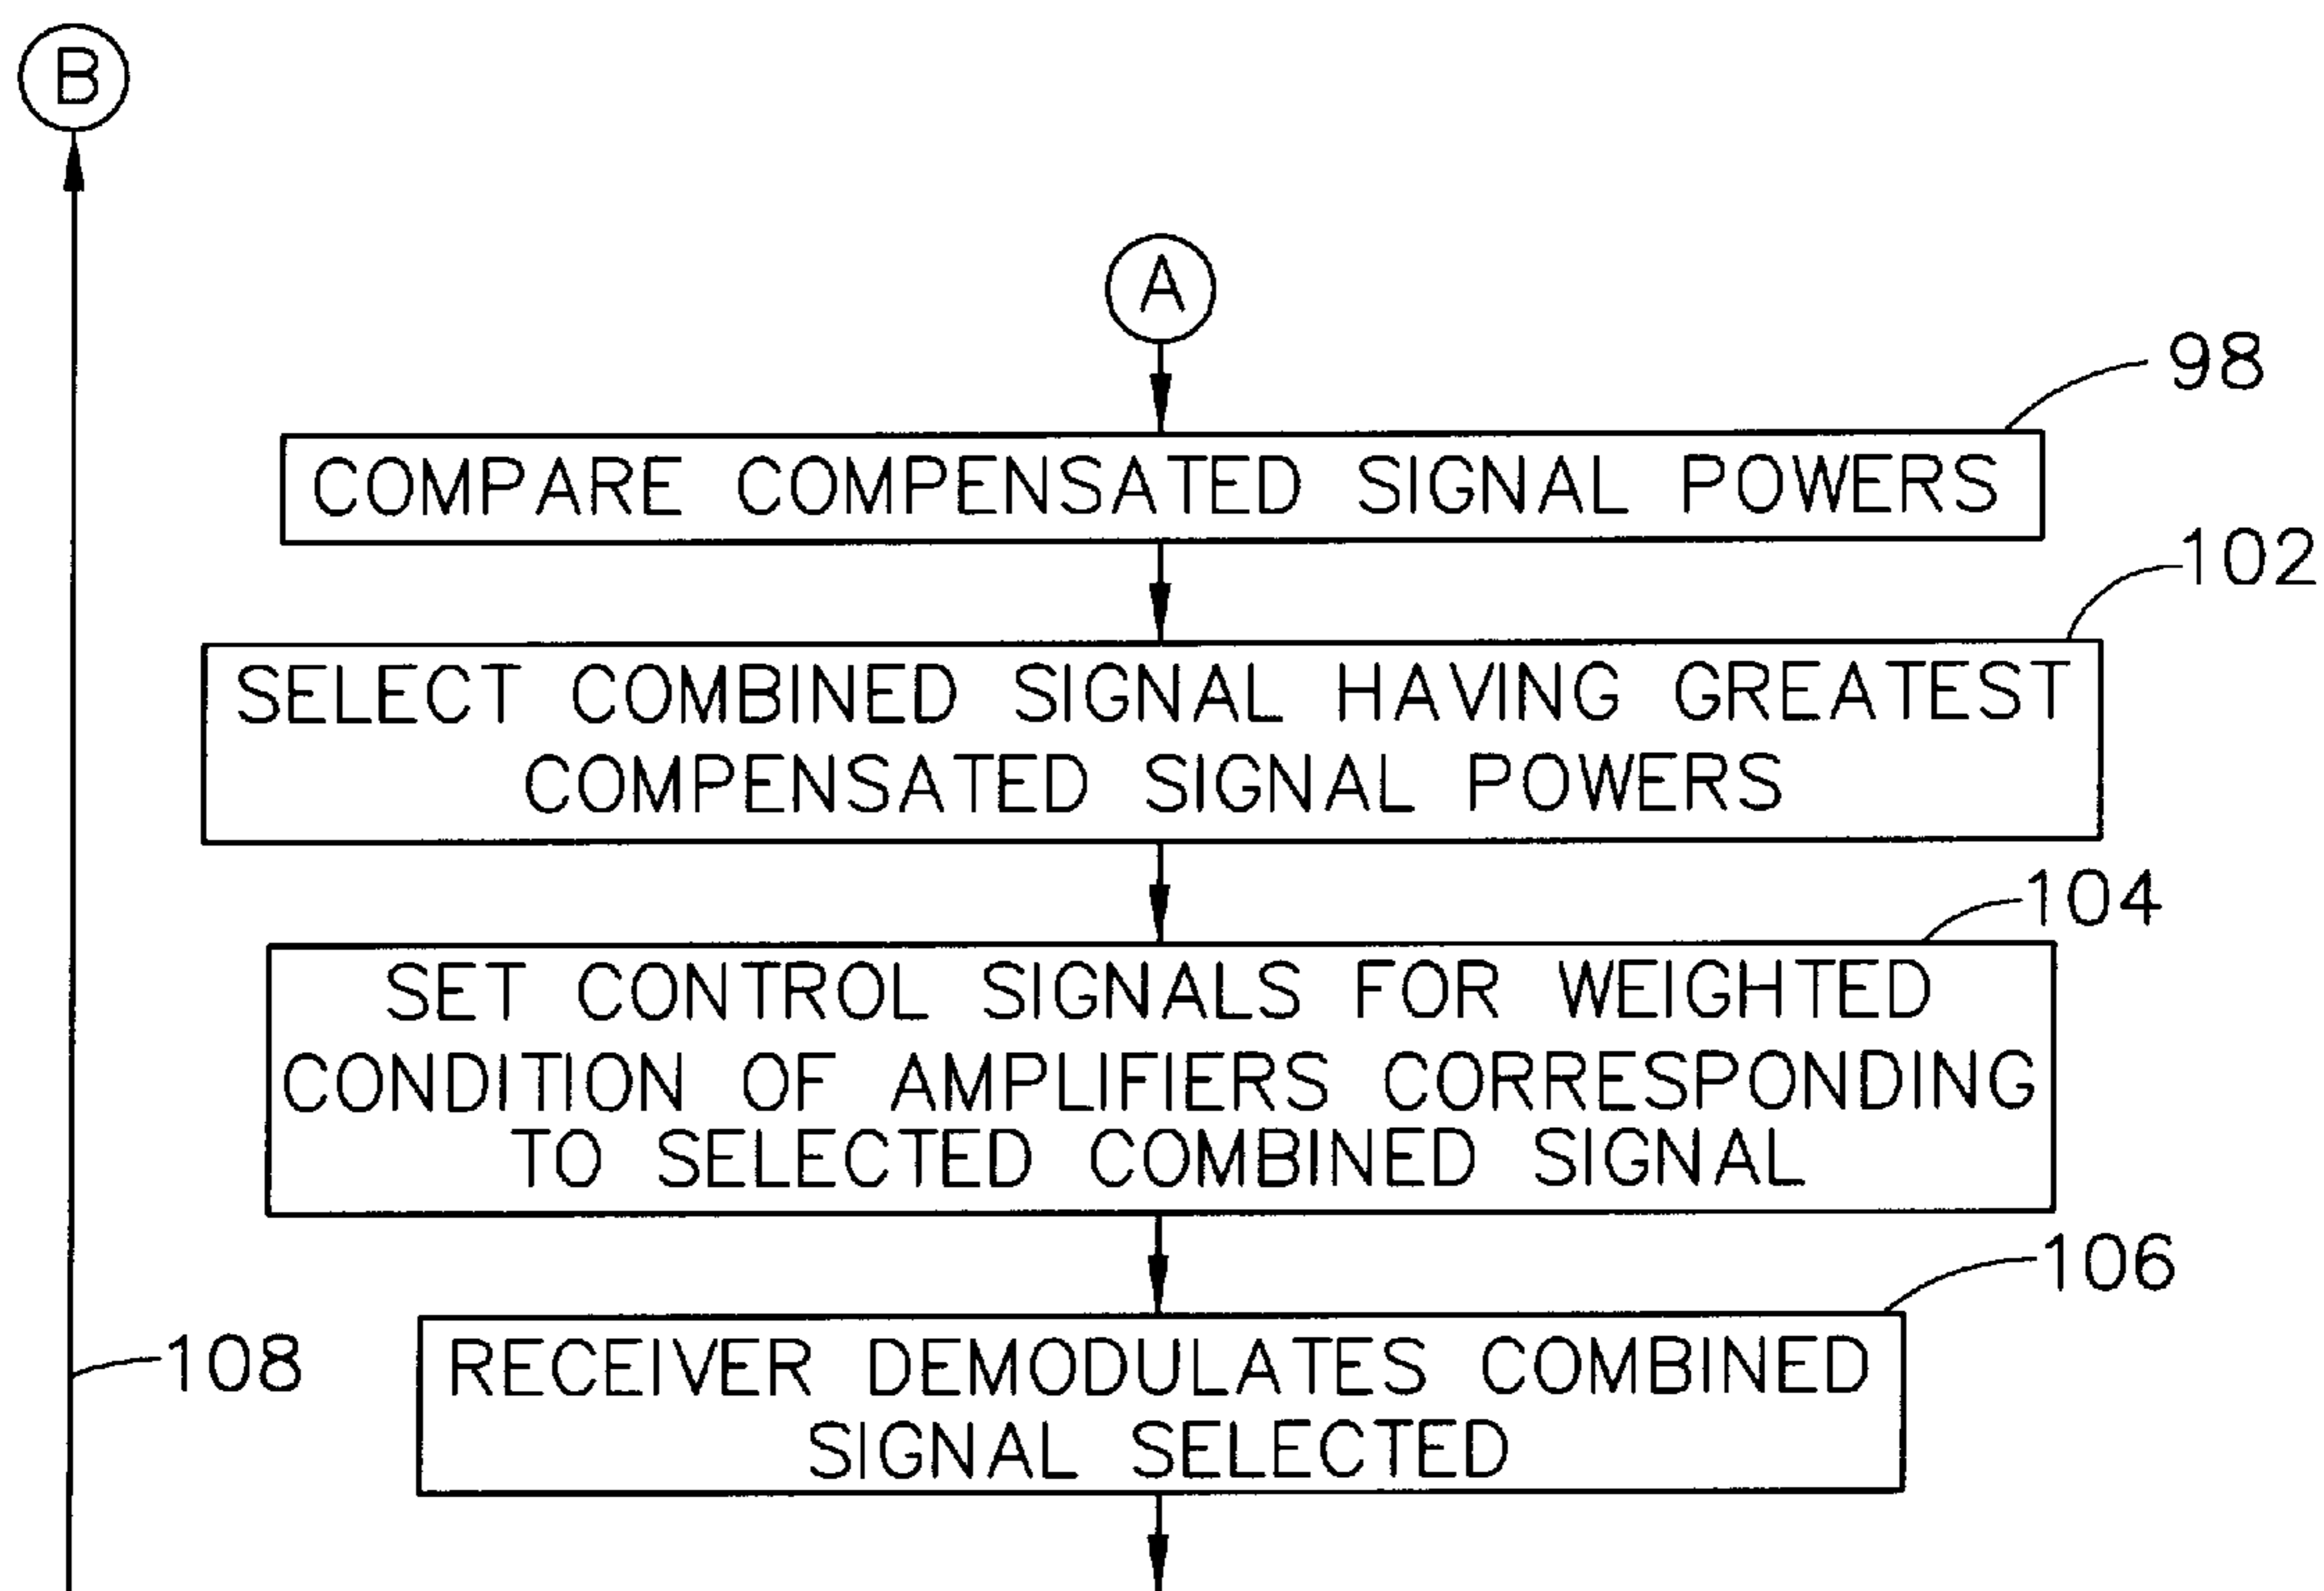 B
A
98
COMPARE COMPENSATED SIGNAL POWERS
102
SELECT COMBINED SIGNAL HAVING GREATEST
COMPENSATED SIGNAL POWERS
104
SET CONTROL SIGNALS FOR WEIGHTED
CONDITION OF AMPLIFIERS CORRESPONDING
TO SELECTED COMBINED SIGNAL
106
RECEIVER DEMODULATES COMBINED
SIGNAL SELECTED
108